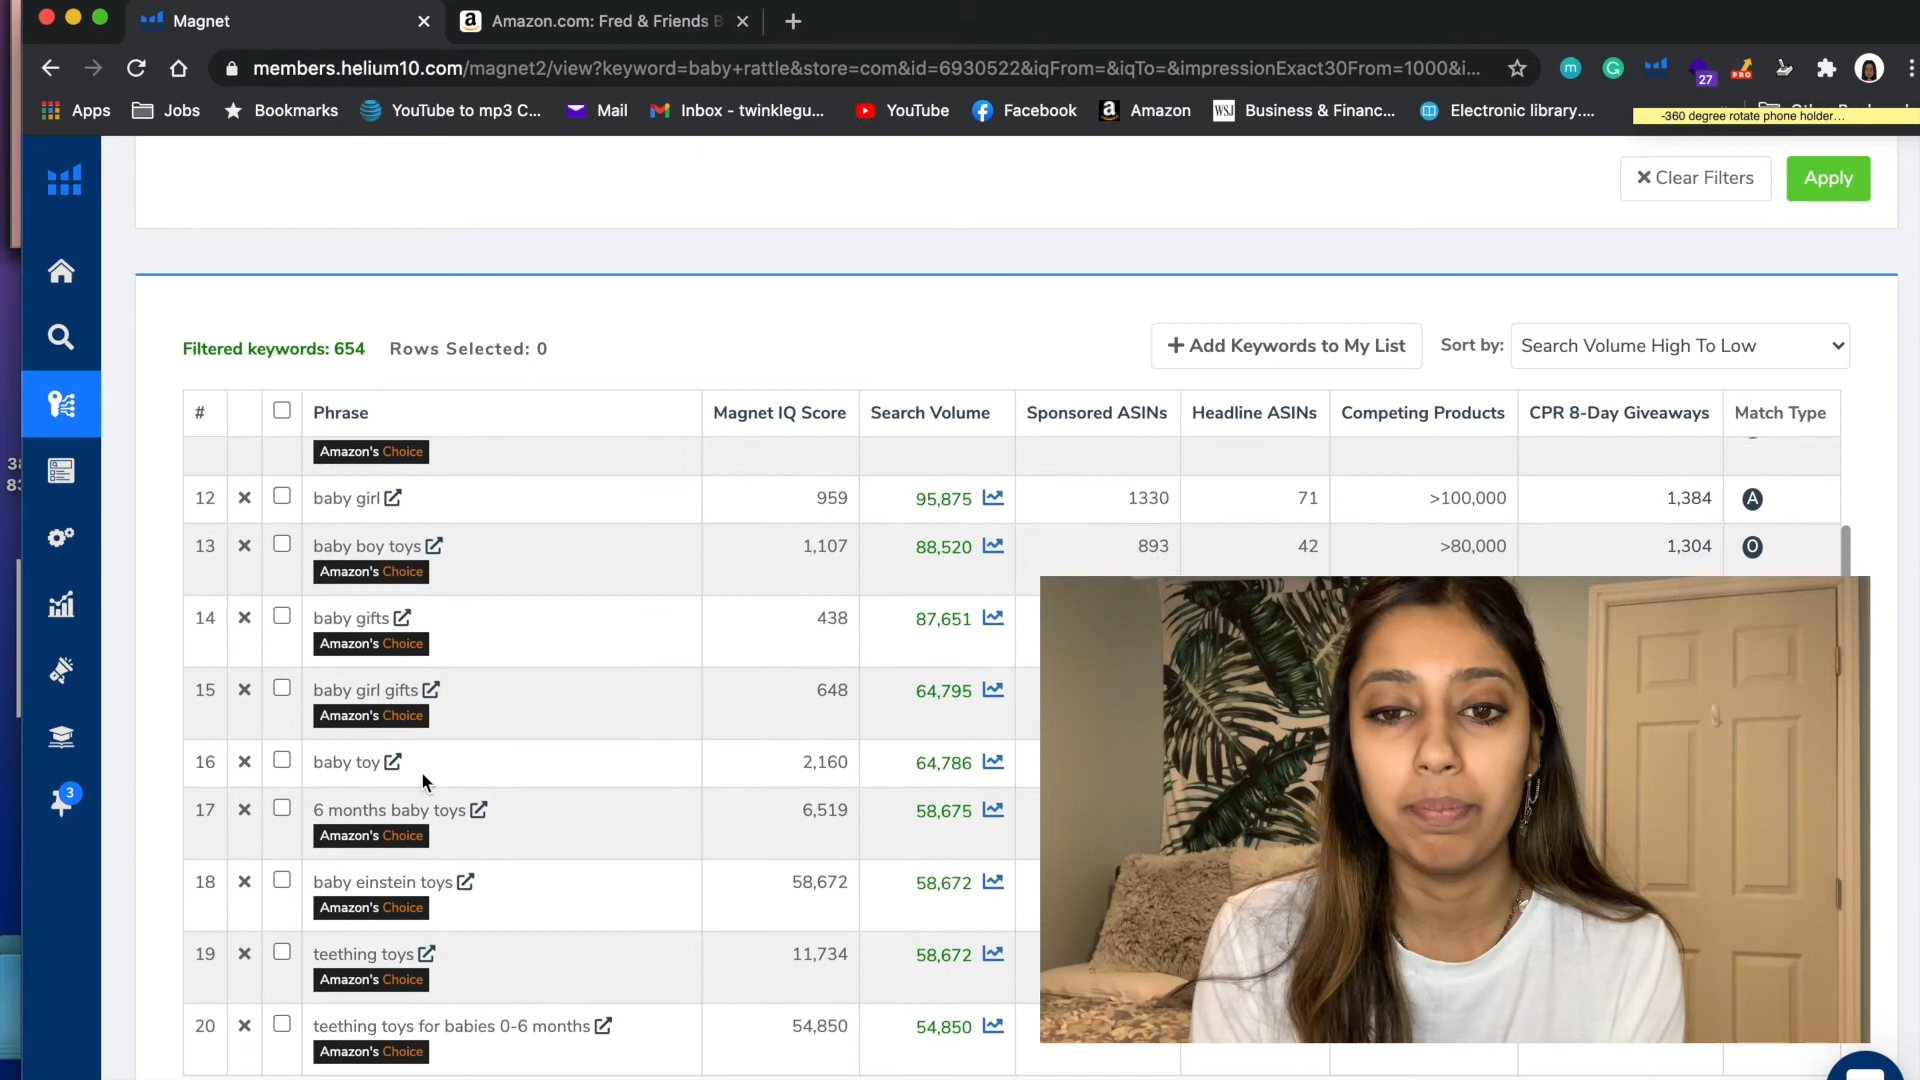 Magnet
Amazon.com: Fred & Friends B
members.helium10.com/magnet2/view?keyword=baby+rattle&store=com&id=6930522&iqFrom=&iqTo=&impressionExact30From=1000&i...
27
PRO
Apps
Jobs
Bookmarks
YouTube to mp3 C...
Mail
Inbox - twinklegu...
YouTube
Facebook
Amazon
WSJ
Business & Financ...
Electronic library....
-360 degree rotate phone holder...
Clear Filters
Apply
Filtered keywords: 654 Rows Selected: 0
+ Add Keywords to My List
Sort by: Search Volume High To Low
# Phrase Magnet IQ Score Search Volume Sponsored ASINs Headline ASINs Competing Products CPR 8-Day Giveaways Match Type
Amazon's Choice
12 baby girl 959 95,875 1330 71 >100,000 1,384 A
13 baby boy toys 1,107 88,520 893 42 >80,000 1,304 O
Amazon's Choice
14 baby gifts 438 87,651
Amazon's Choice
15 baby girl gifts 648 64,795
Amazon's Choice
16 baby toy 2,160 64,786
17 6 months baby toys 6,519 58,675
Amazon's Choice
18 baby einstein toys 58,672 58,672
Amazon's Choice
19 teething toys 11,734 58,672
Amazon's Choice
20 teething toys for babies 0-6 months 54,850 54,850
Amazon's Choice
3